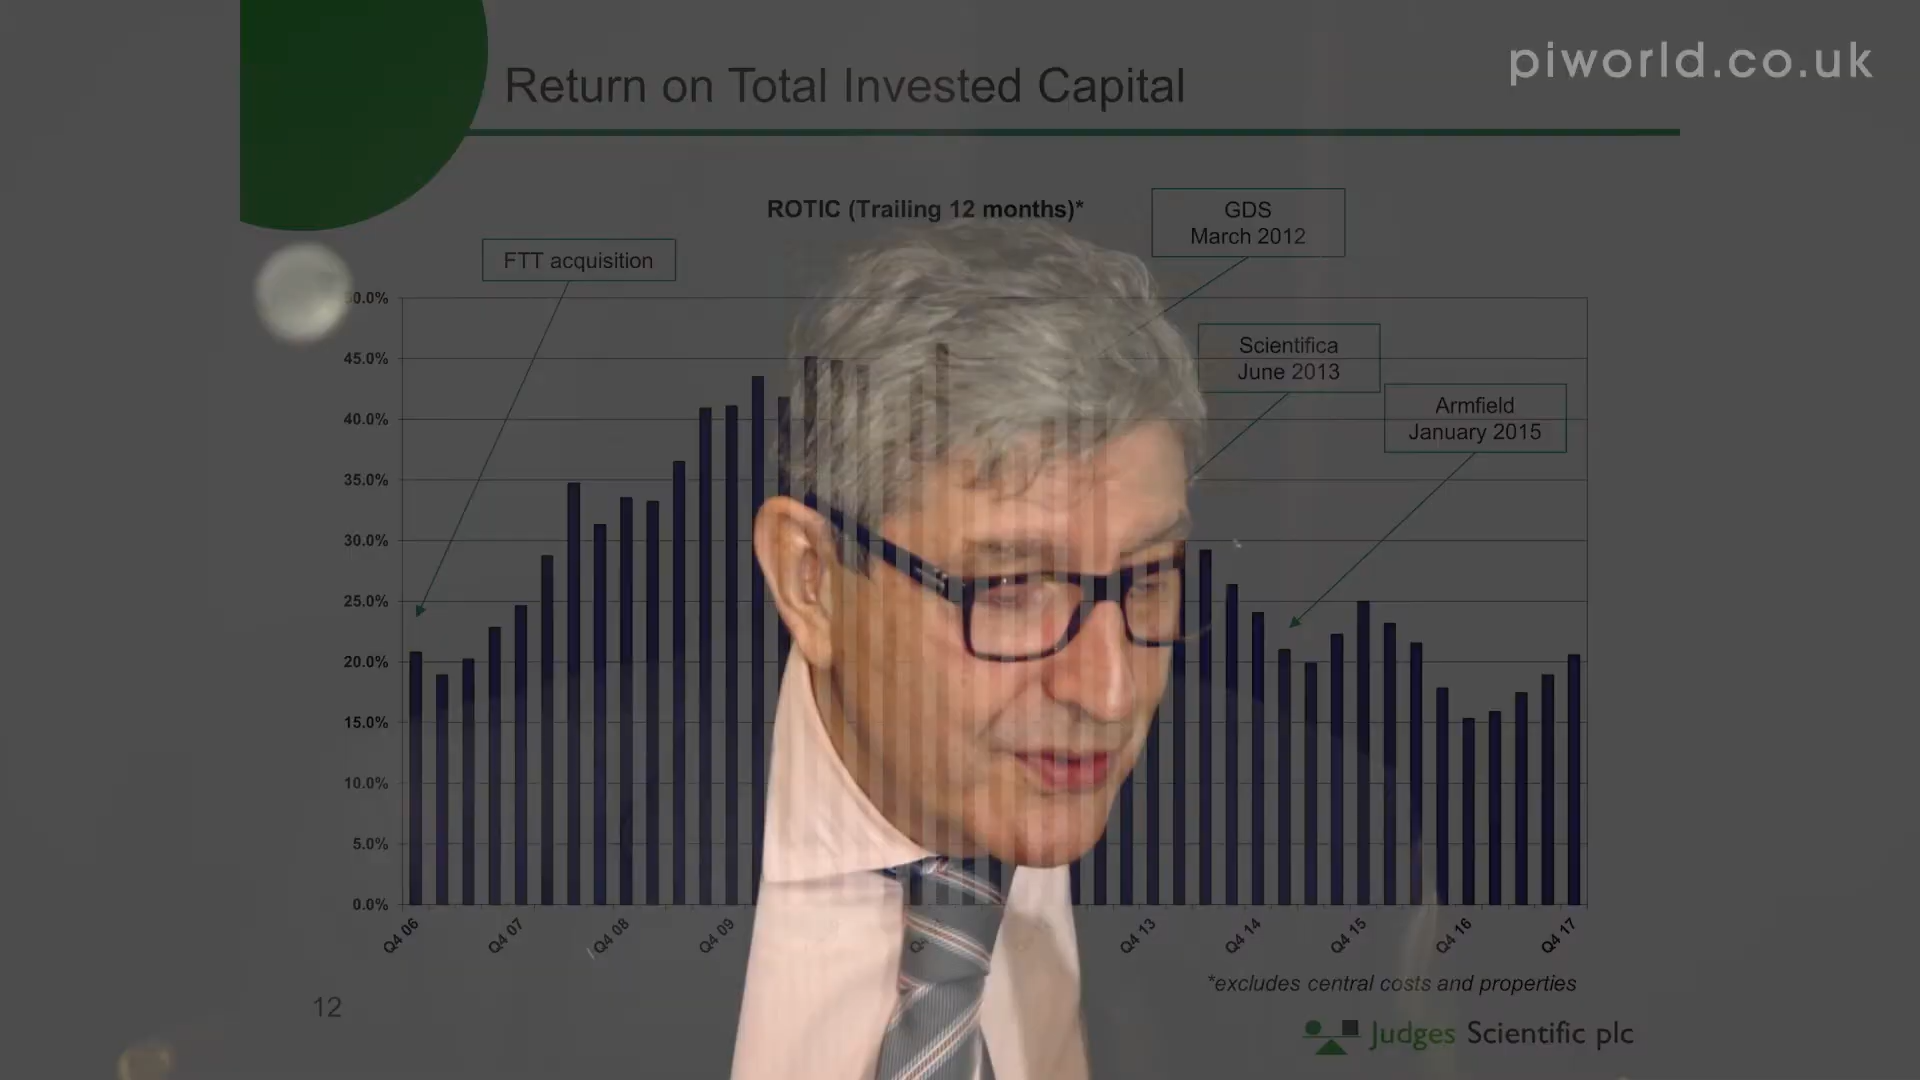 piworld.co.uk
Return on Total Invested Capital
ROTIC (Trailing 12 months)*
GDS
March 2012
FTT acquisition
Scientifica
June 2013
Armfield
January 2015
50.0%
45.0%
40.0%
35.0%
30.0%
25.0%
20.0%
15.0%
10.0%
5.0%
0.0%
Q4 06
Q4 07
Q4 08
Q4 09
Q4 13
Q4 14
Q4 15
Q4 16
Q4 17
*excludes central costs and properties
12
Judges Scientific plc